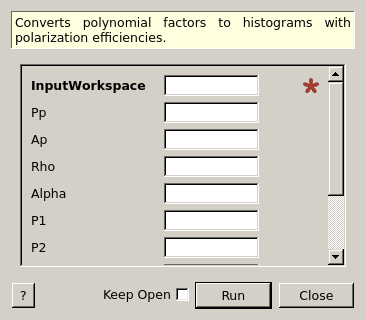 Converts polynomial factors to histograms with
polarization efficiencies.
InputWorkspace
Pp
Ap
Rho
Alpha
P1
P2
? Keep Open Run Close